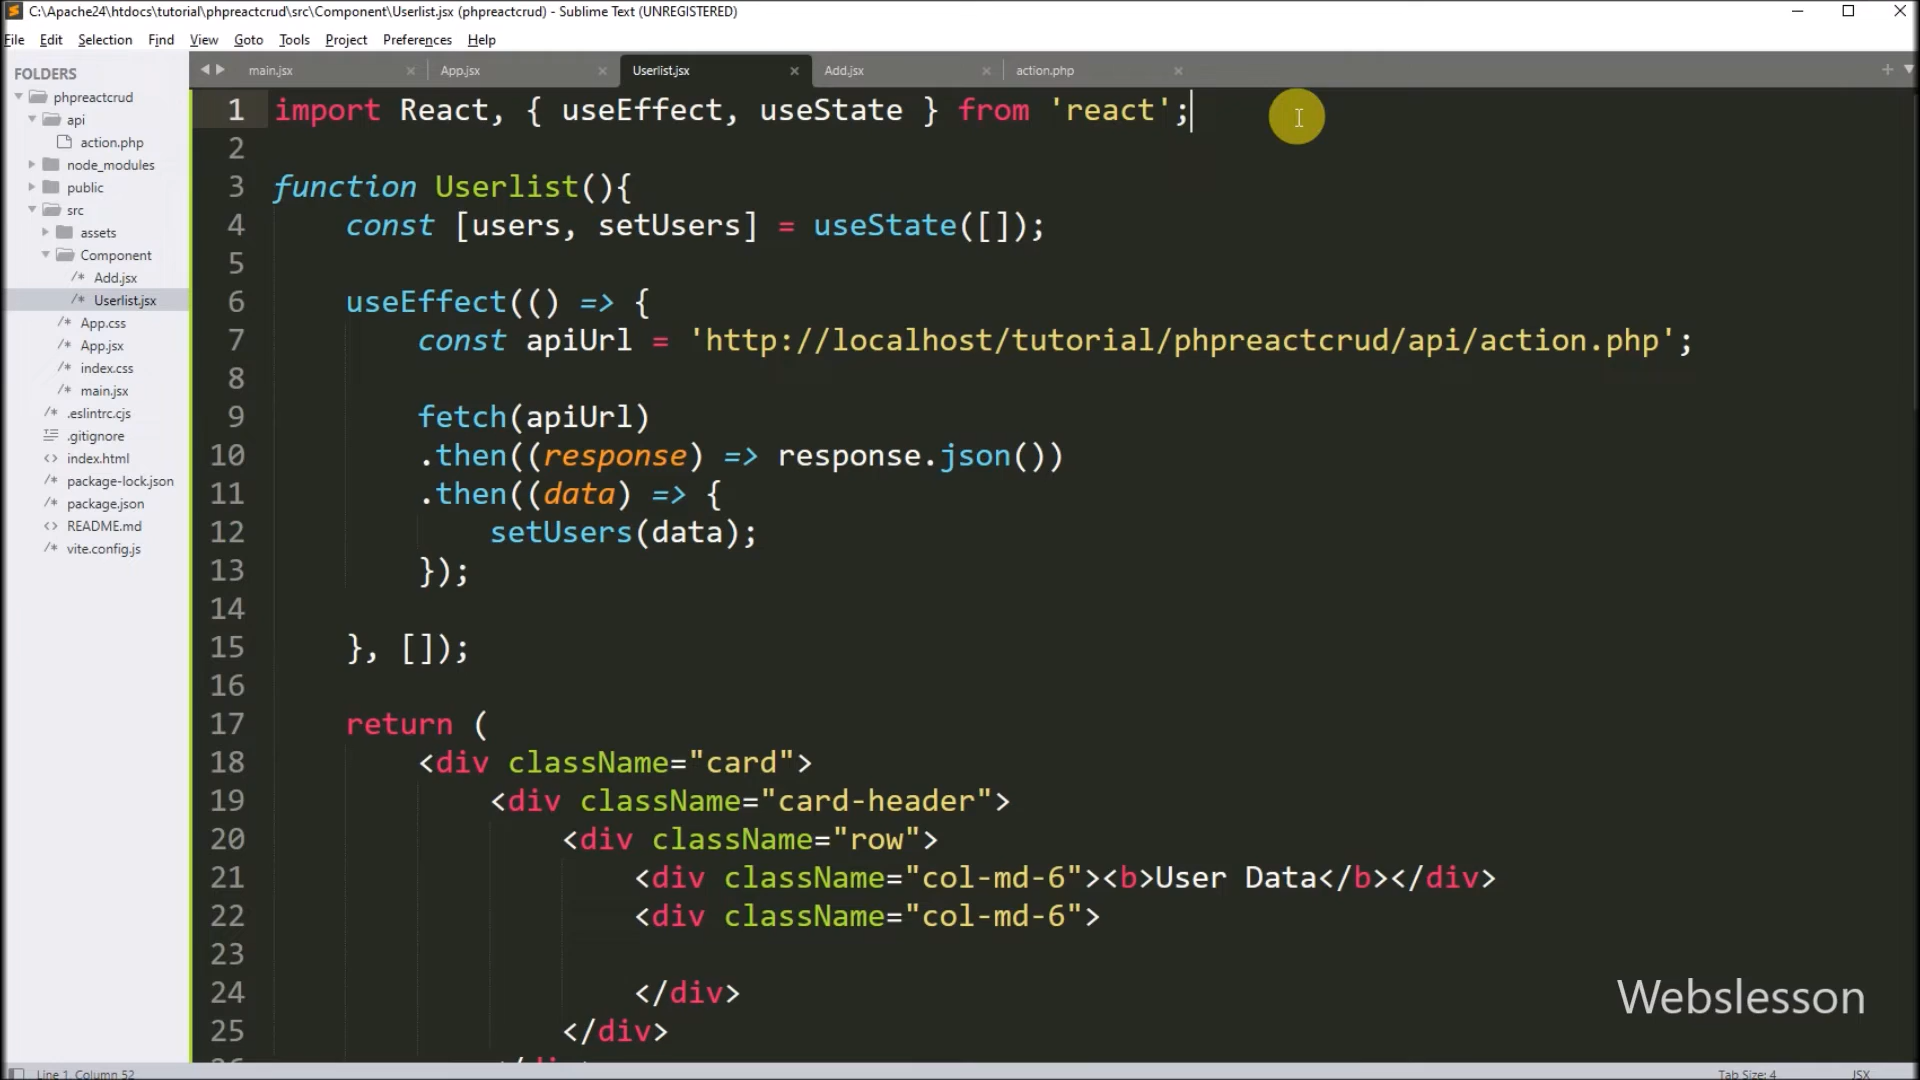 C:\Apache24\htdocs\tutorial\phpreactcrud\src\Component\Userlist.jsx (phpreactcrud) - Sublime Text (UNREGISTERED)
File Edit Selection Find View Goto Tools Project Preferences Help
FOLDERS
phpreactcrud
api
action.php
node_modules
public
src
assets
Component
/* Add.jsx
/* Userlist.jsx
/* App.css
/* App.jsx
/* index.css
/* main.jsx
/* .eslintrc.cjs
.gitignore
<> index.html
/* package-lock.json
/* package.json
<> README.md
/* vite.config.js
main.jsx × App.jsx × Userlist.jsx × Add.jsx × action.php ×
1 import React, { useEffect, useState } from 'react';
2
3 function Userlist(){
4     const [users, setUsers] = useState([]);
5
6     useEffect(() => {
7         const apiUrl = 'http://localhost/tutorial/phpreactcrud/api/action.php';
8
9         fetch(apiUrl)
10         .then((response) => response.json())
11         .then((data) => {
12             setUsers(data);
13         });
14
15     }, []);
16
17     return (
18         <div className="card">
19             <div className="card-header">
20                 <div className="row">
21                     <div className="col-md-6"><b>User Data</b></div>
22                     <div className="col-md-6">
23
24                     </div>
25                 </div>
Webslesson
Line 1, Column 52
Tab Size: 4
JSX